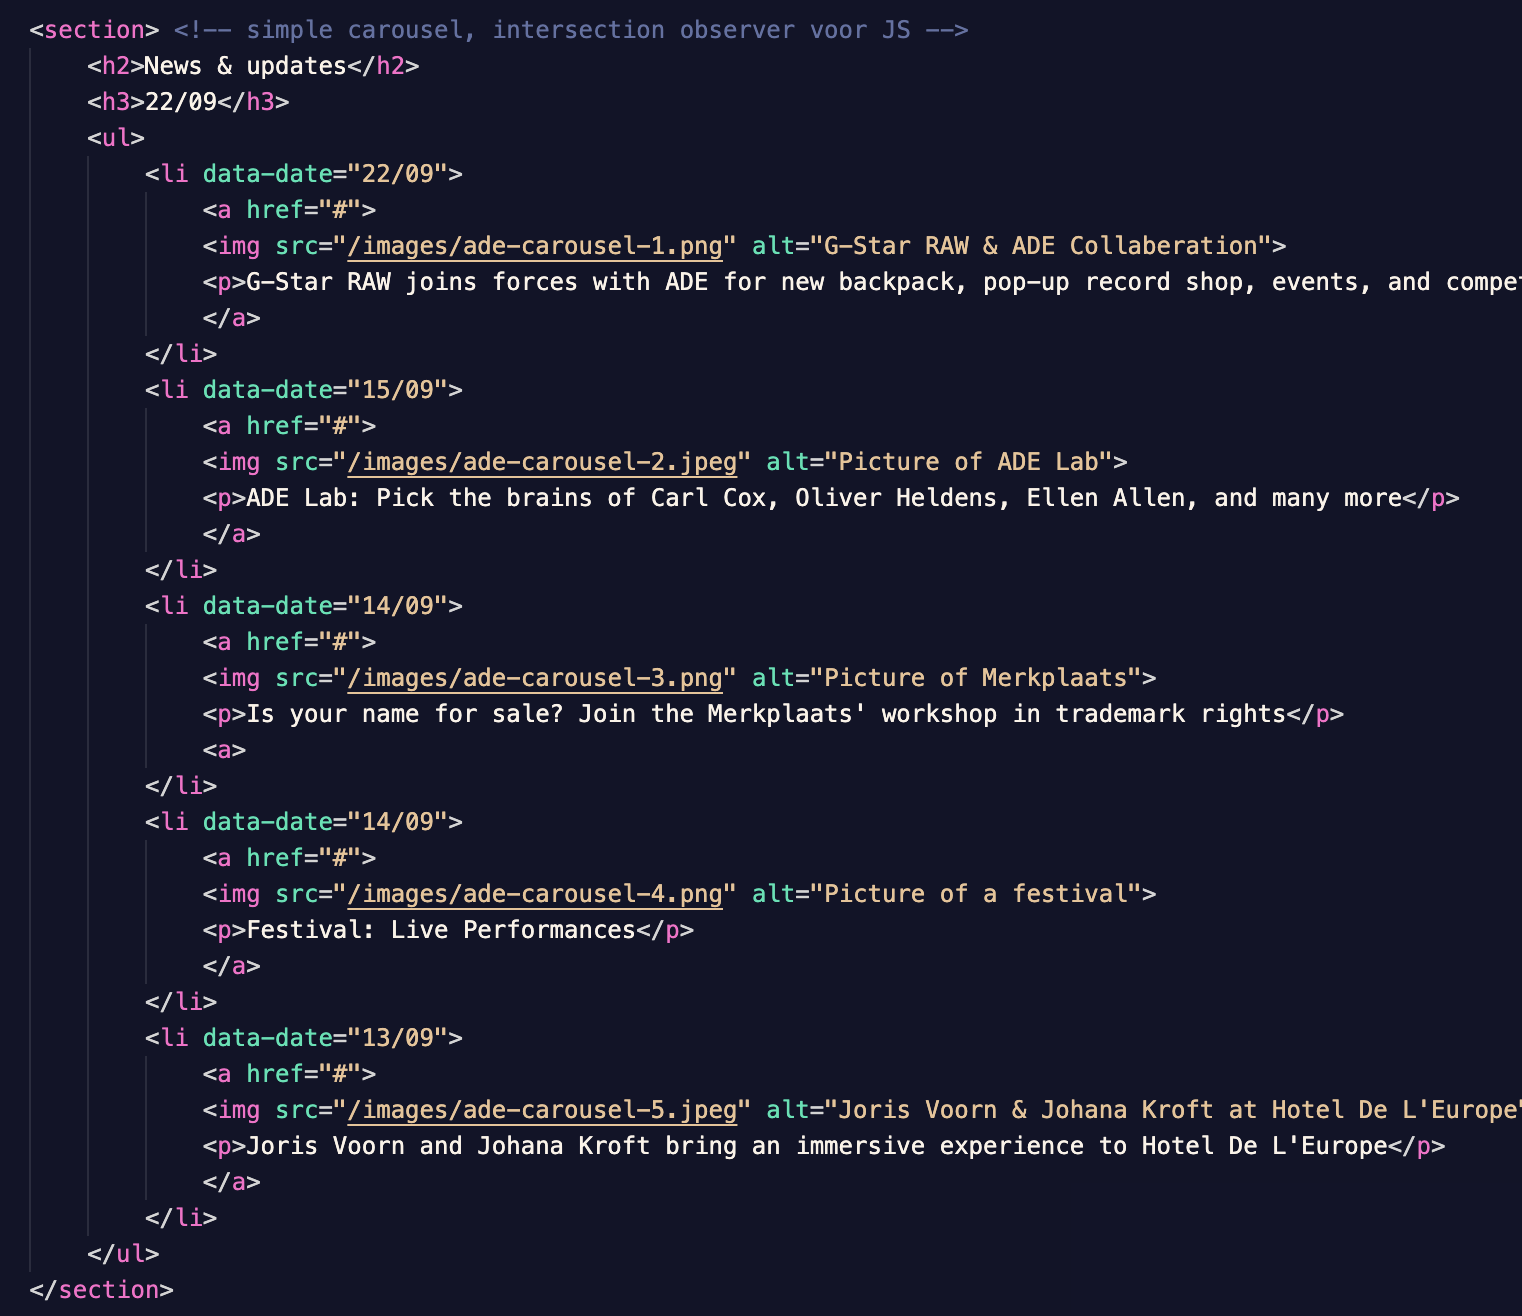 <section> <!-- simple carousel, intersection observer voor JS -->
<h2>News & updates</h2>
<h3>22/09</h3>
<ul>
<li data-date="22/09">
<a href="#">
<img src="/images/ade-carousel-1.png" alt="G-Star RAW & ADE Collaberation">
<p>G-Star RAW joins forces with ADE for new backpack, pop-up record shop, events, and
</a>
</li>
<li data-date="15/09">
<a href="#">
<img src="/images/ade-carousel-2.jpeg" alt="Picture of ADE Lab">
<p>ADE Lab: Pick the brains of Carl Cox, Oliver Heldens, Ellen Allen, and many more</p>
</a>
</li>
<li data-date="14/09">
<a href="#">
<img src="/images/ade-carousel-3.png" alt="Picture of Merkplaats">
<p>Is your name for sale? Join the Merkplaats' workshop in trademark rights</p>
<a>
</li>
<li data-date="14/09">
<a href="#">
<img src="/images/ade-carousel-4.png" alt="Picture of a festival">
<p>Festival: Live Performances</p>
</a>
</li>
<li data-date="13/09">
<a href="#">
<img src="/images/ade-carousel-5.jpeg" alt="Joris Voorn & Johana Kroft at Hotel De L'Europe"
<p>Joris Voorn and Johana Kroft bring an immersive experience to Hotel De L'Europe</p>
</a>
</li>
</ul>
</section>